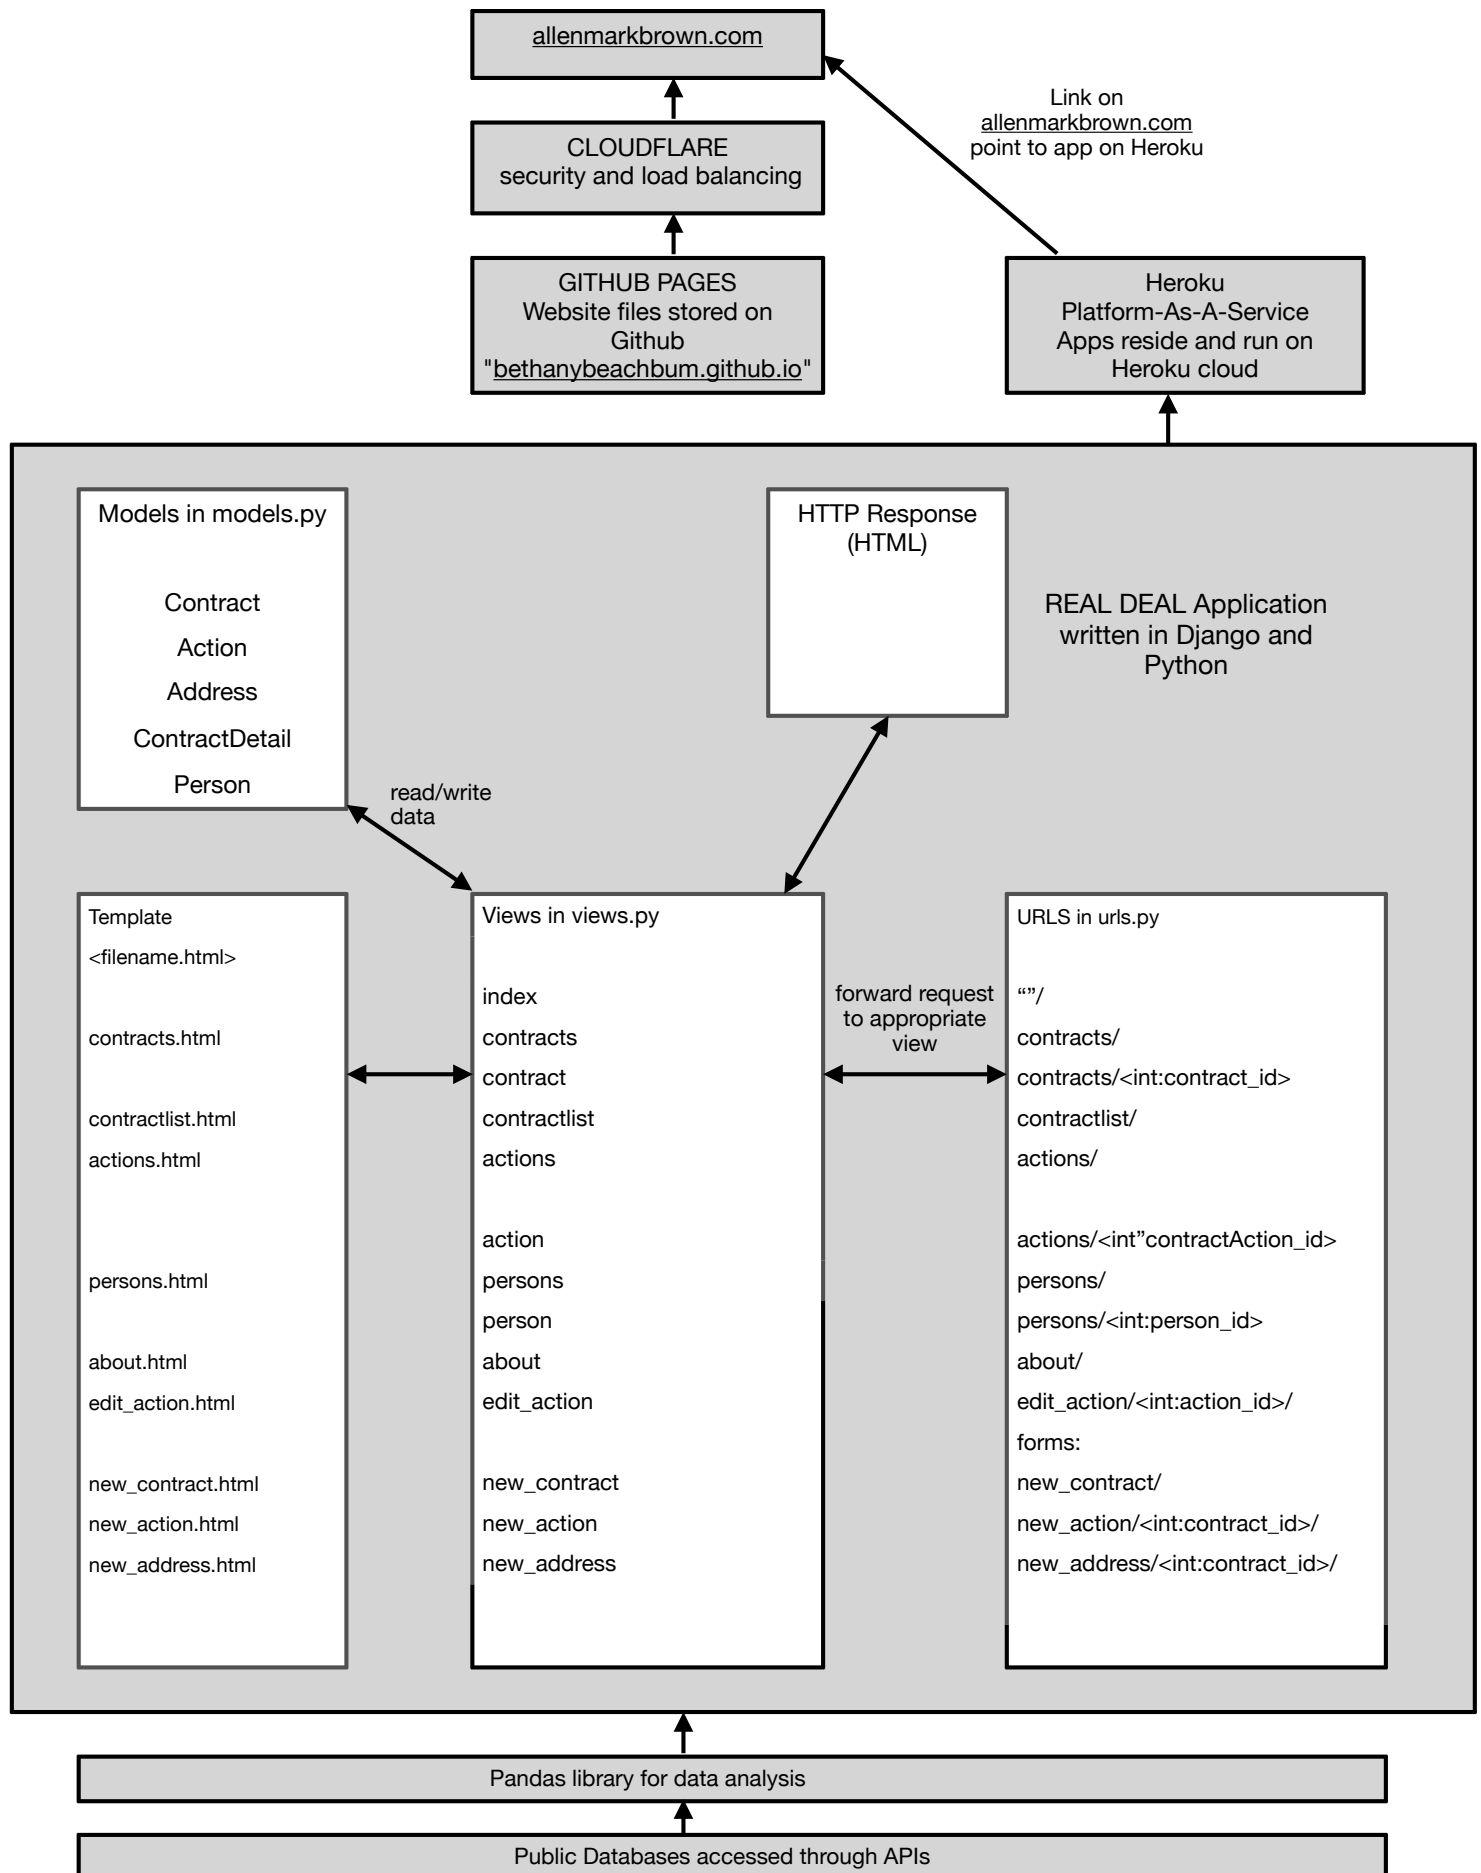 allenmarkbrown.com
Link on
allenmarkbrown.com
point to app on Heroku
CLOUDFLARE
security and load balancing
GITHUB PAGES
Website files stored on
Github
"bethanybeachbum.github.io"
Heroku
Platform-As-A-Service
Apps reside and run on
Heroku cloud
Models in models.py
Contract
Action
Address
ContractDetail
Person
HTTP Response
(HTML)
REAL DEAL Application
written in Django and
Python
read/write
data
Template
<filename.html>
contracts.html
contractlist.html
actions.html
persons.html
about.html
edit_action.html
new_contract.html
new_action.html
new_address.html
Views in views.py
index
contracts
contract
contractlist
actions
action
persons
person
about
edit_action
new_contract
new_action
new_address
forward request
to appropriate
view
URLS in urls.py
“”/
contracts/
contracts/<int:contract_id>
contractlist/
actions/
actions/<int”contractAction_id>
persons/
persons/<int:person_id>
about/
edit_action/<int:action_id>/
forms:
new_contract/
new_action/<int:contract_id>/
new_address/<int:contract_id>/
Pandas library for data analysis
Public Databases accessed through APIs